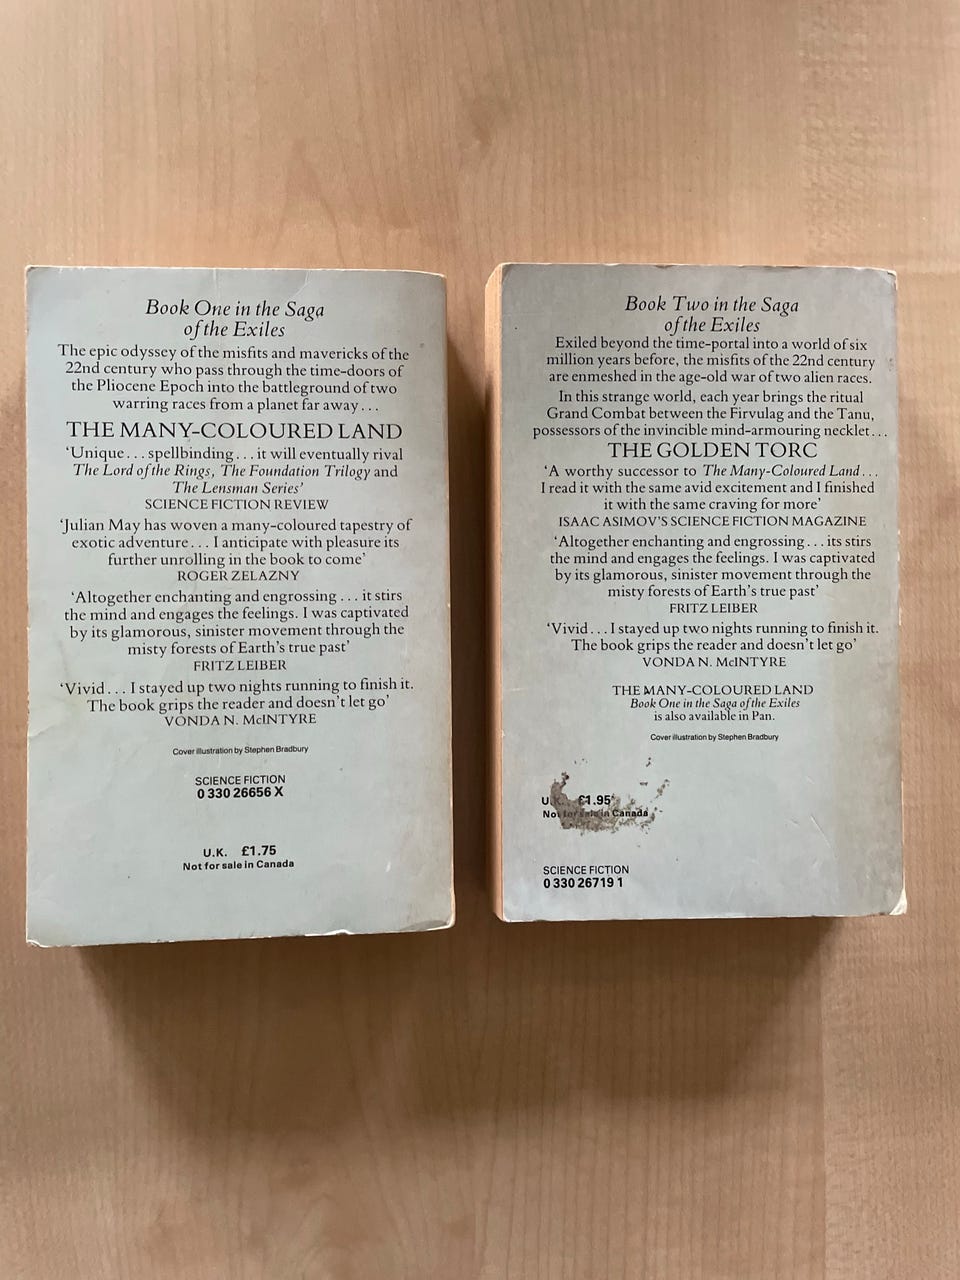 Book One in the Saga
of the Exiles
The epic odyssey of the misfits and mavericks of the
22nd century who pass through the time-doors of
the Pliocene Epoch into the battleground of two
warring races from a planet far away...
THE MANY-COLOURED LAND
‘Unique... spellbinding... it will eventually rival
The Lord of the Rings, The Foundation Trilogy and
The Lensman Series’
SCIENCE FICTION REVIEW
‘Julian May has woven a many-coloured tapestry of
exotic adventure... I anticipate with pleasure its
further unrolling in the book to come’
ROGER ZELAZNY
‘Altogether enchanting and engrossing... it stirs
the mind and engages the feelings. I was captivated
by its glamorous, sinister movement through the
misty forests of Earth's true past’
FRITZ LEIBER
‘Vivid... I stayed up two nights running to finish it.
The book grips the reader and doesn't let go’
VONDA N. McINTYRE
Cover illustration by Stephen Bradbury
SCIENCE FICTION
0 330 26656 X
U.K. £1.75
Not for sale in Canada
Book Two in the Saga
of the Exiles
Exiled beyond the time-portal into a world of six
million years before, the misfits of the 22nd century
are enmeshed in the age-old war of two alien races.
In this strange world, each year brings the ritual
Grand Combat between the Firvulag and the Tanu,
possessors of the invincible mind-armouring necklet...
THE GOLDEN TORC
‘A worthy successor to The Many-Coloured Land...
I read it with the same avid excitement and I finished
it with the same craving for more’
ISAAC ASIMOV'S SCIENCE FICTION MAGAZINE
‘Altogether enchanting and engrossing... its stirs
the mind and engages the feelings. I was captivated
by its glamorous, sinister movement through the
misty forests of Earth's true past’
FRITZ LEIBER
‘Vivid... I stayed up two nights running to finish it.
The book grips the reader and doesn't let go’
VONDA N. McINTYRE
THE MANY-COLOURED LAND
Book One in the Saga of the Exiles
is also available in Pan.
Cover illustration by Stephen Bradbury
U.K. £1.95
Not for sale in Canada
SCIENCE FICTION
0 330 26719 1